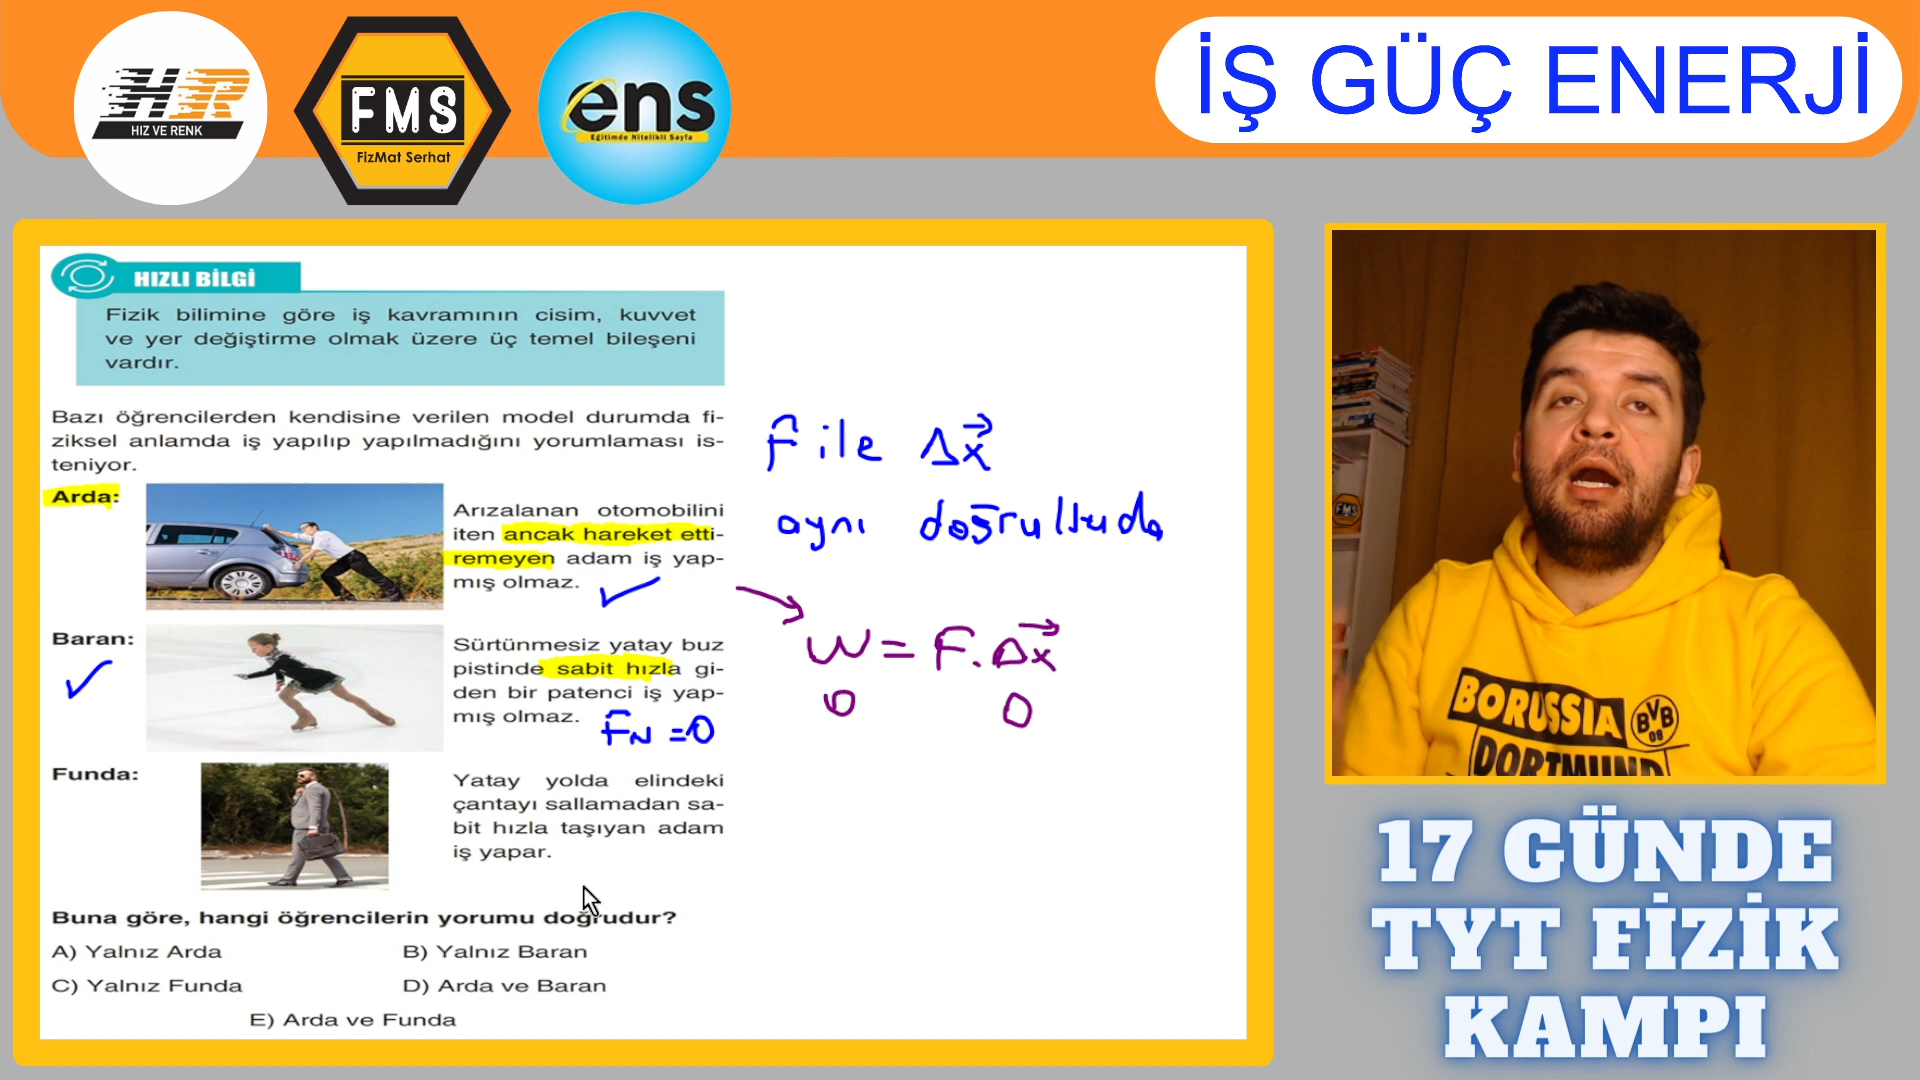 HIZ VE RENK
FMS
FizMat Serhat
ens
Eğitimde Nitelikli Sayfa
İŞ GÜÇ ENERJİ
HIZLI BİLGİ
Fizik bilimine göre iş kavramının cisim, kuvvet
ve yer değiştirme olmak üzere üç temel bileşeni
vardır.
Bazı öğrencilerden kendisine verilen model durumda fi-
ziksel anlamda iş yapılıp yapılmadığını yorumlaması is-
teniyor.
Arda:
Arızalanan otomobilini
iten ancak hareket etti-
remeyen adam iş yap-
mış olmaz.
Baran:
Sürtünmesiz yatay buz
pistinde sabit hızla gi-
den bir patenci iş yap-
mış olmaz.
FN = 0
Funda:
Yatay yolda elindeki
çantayı sallamadan sa-
bit hızla taşıyan adam
iş yapar.
Buna göre, hangi öğrencilerin yorumu doğrudur?
A) Yalnız Arda
B) Yalnız Baran
C) Yalnız Funda
D) Arda ve Baran
E) Arda ve Funda
F ile Δx
aynı doğrultuda
W = F. Δx
0 0
FMS
BORUSSIA
BVB
09
DORTMUND
17 GÜNDE
TYT FİZİK
KAMPI